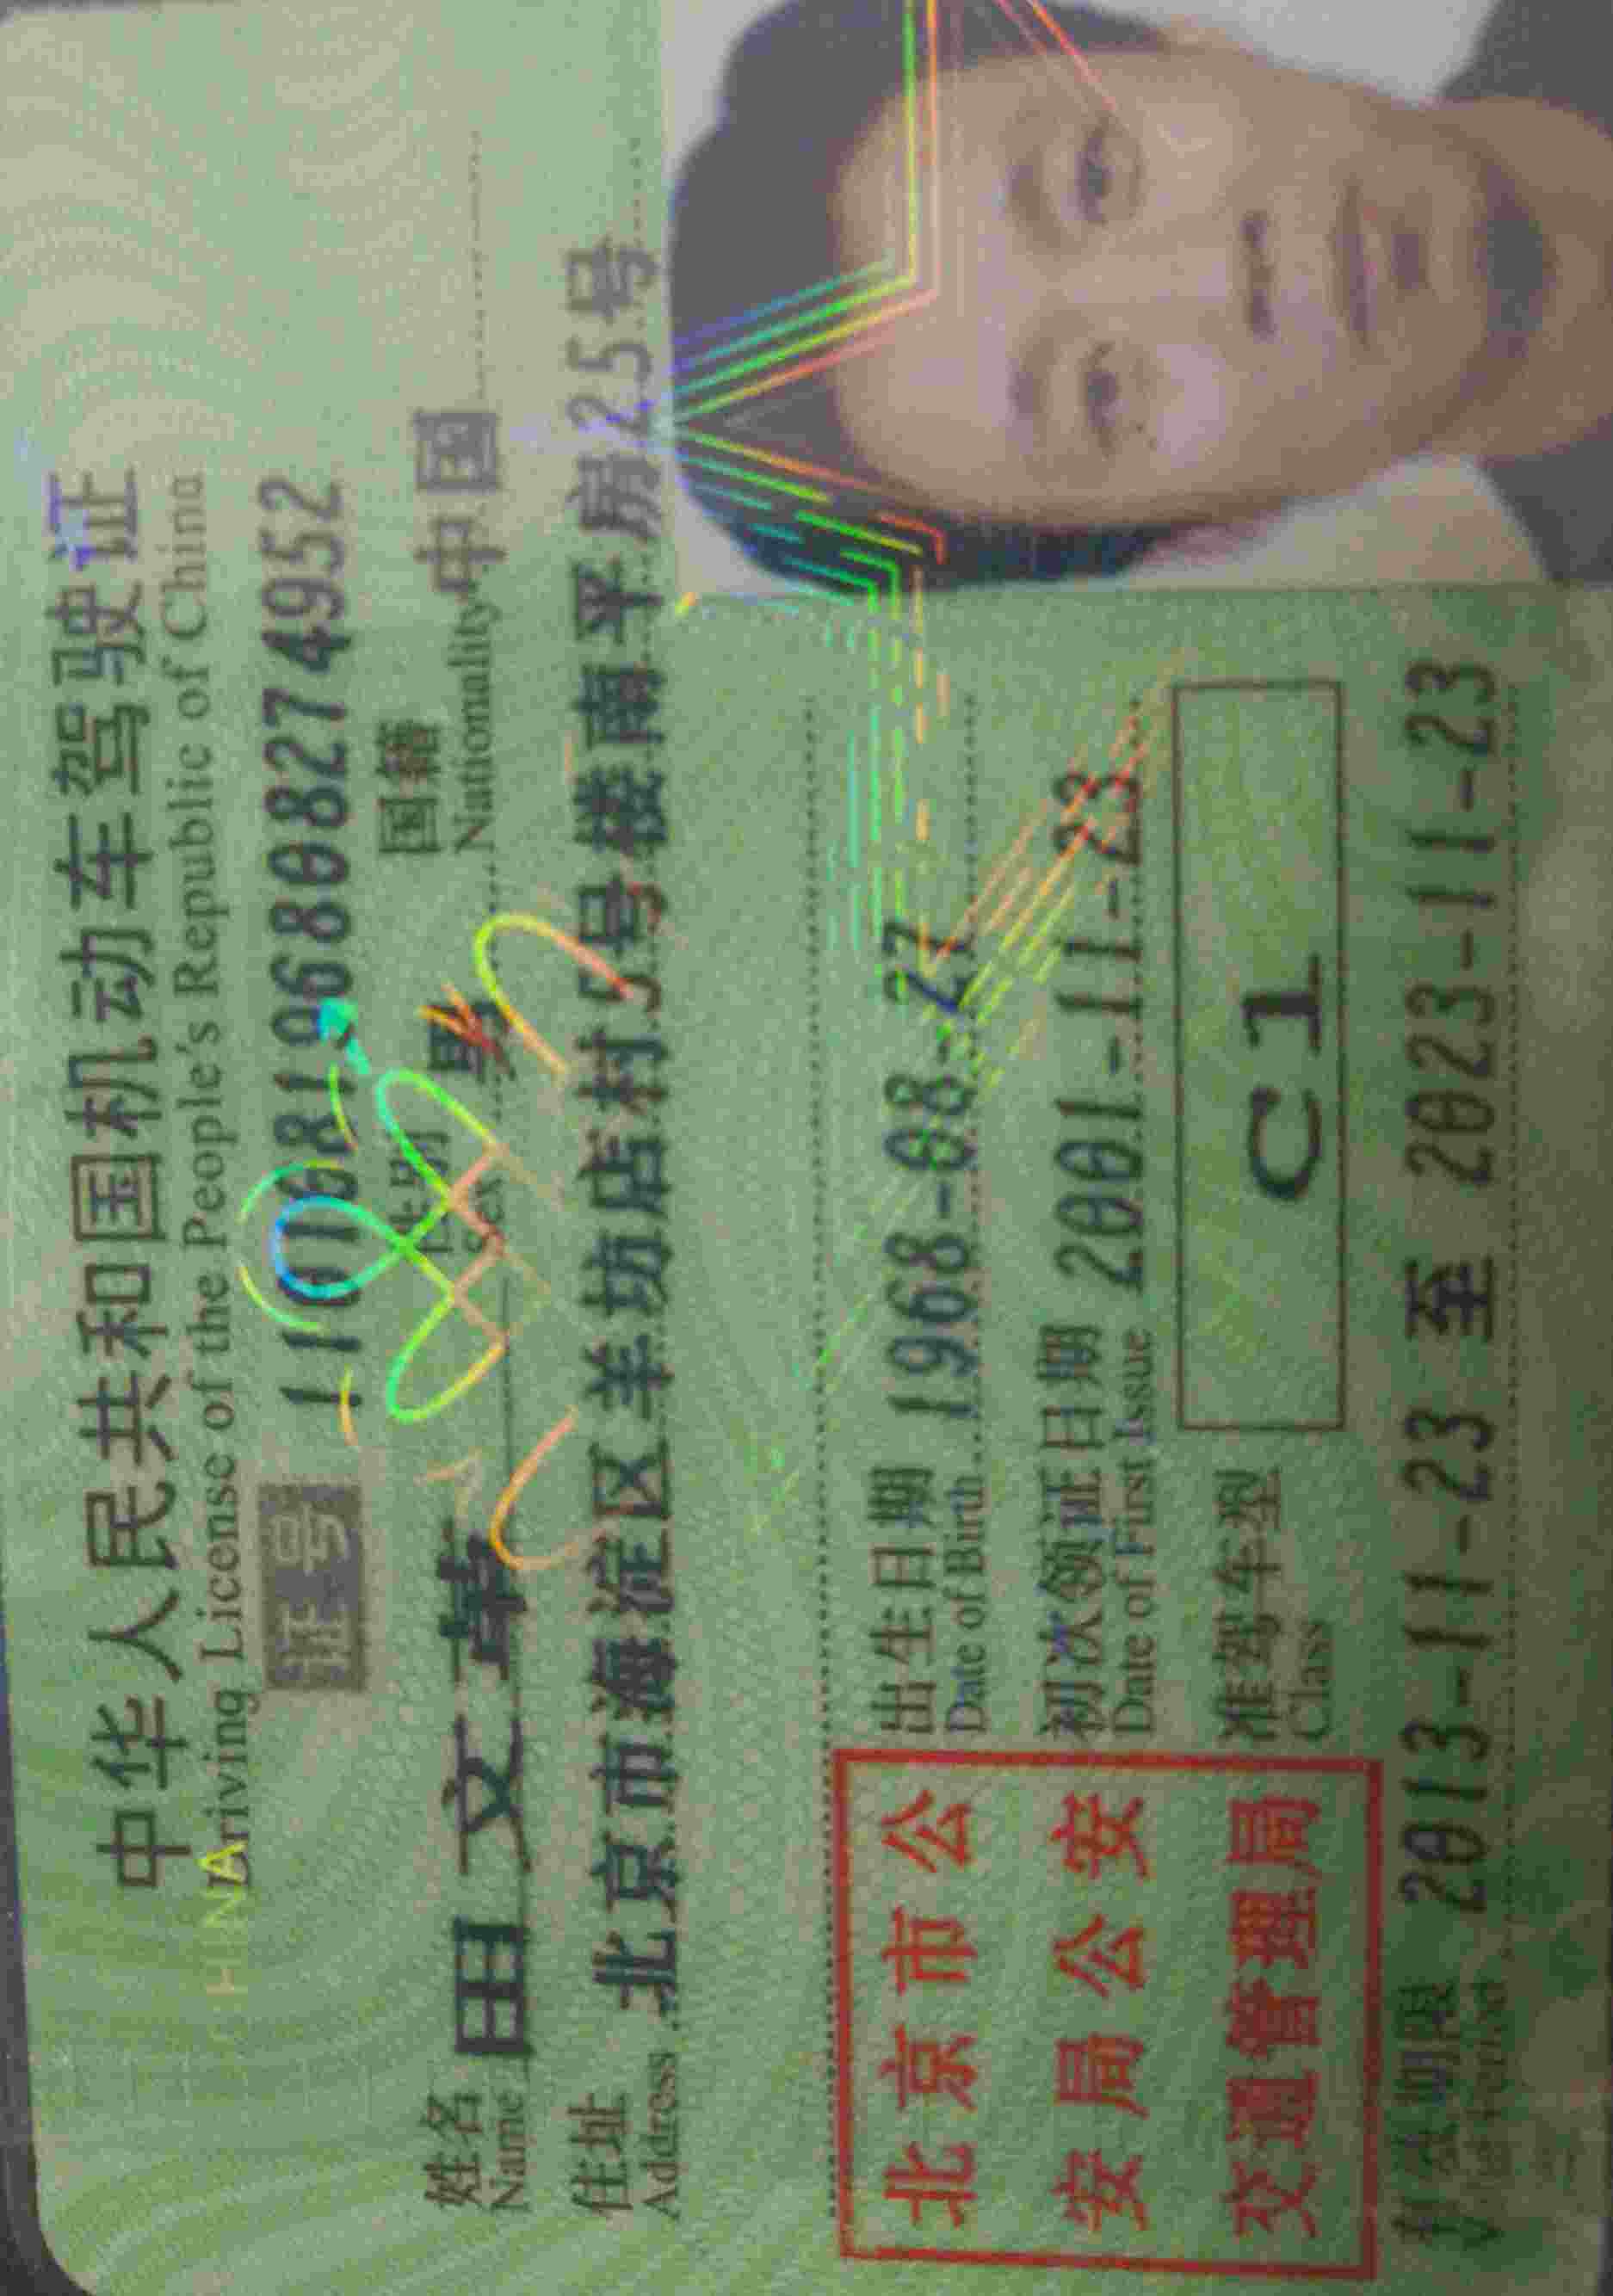 中华人民共和国机动车驾驶证
Driving License of the People's Republic of China
CHINA
证号 110108196808274952
姓名 田文革 性别 男 国籍 中国
Name Sex Nationality
住址 北京市海淀区羊坊店村5号楼南平房25号
Address
北京市公
安局公安
交通管理局
出生日期 1968-08-27
Date of Birth
初次领证日期 2001-11-23
Date of First Issue
准驾车型 C1
Class
有效期限 2013-11-23 至 2023-11-23
Valid Period